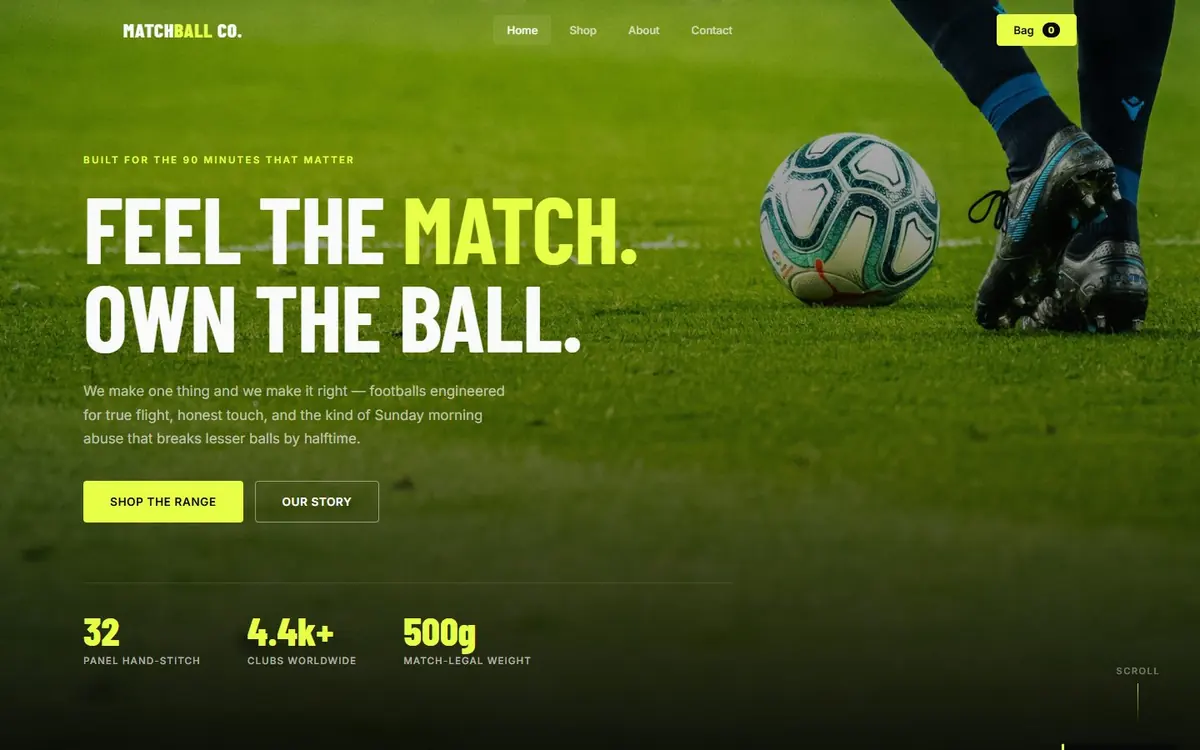 MATCHBALL CO.
Home
Shop
About
Contact
Bag 0
BUILT FOR THE 90 MINUTES THAT MATTER
FEEL THE MATCH.
OWN THE BALL.
We make one thing and we make it right — footballs engineered
for true flight, honest touch, and the kind of Sunday morning
abuse that breaks lesser balls by halftime.
SHOP THE RANGE
OUR STORY
32
PANEL HAND-STITCH
4.4k+
CLUBS WORLDWIDE
500g
MATCH-LEGAL WEIGHT
SCROLL